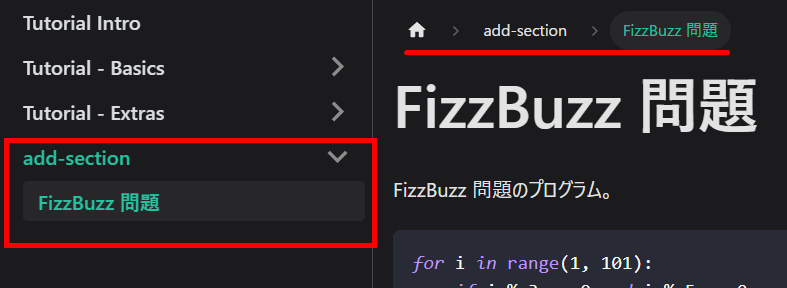 Tutorial Intro
Tutorial - Basics
Tutorial - Extras
add-section
FizzBuzz 問題
add-section
FizzBuzz 問題
FizzBuzz 問題
FizzBuzz 問題のプログラム。
for i in range(1, 101):